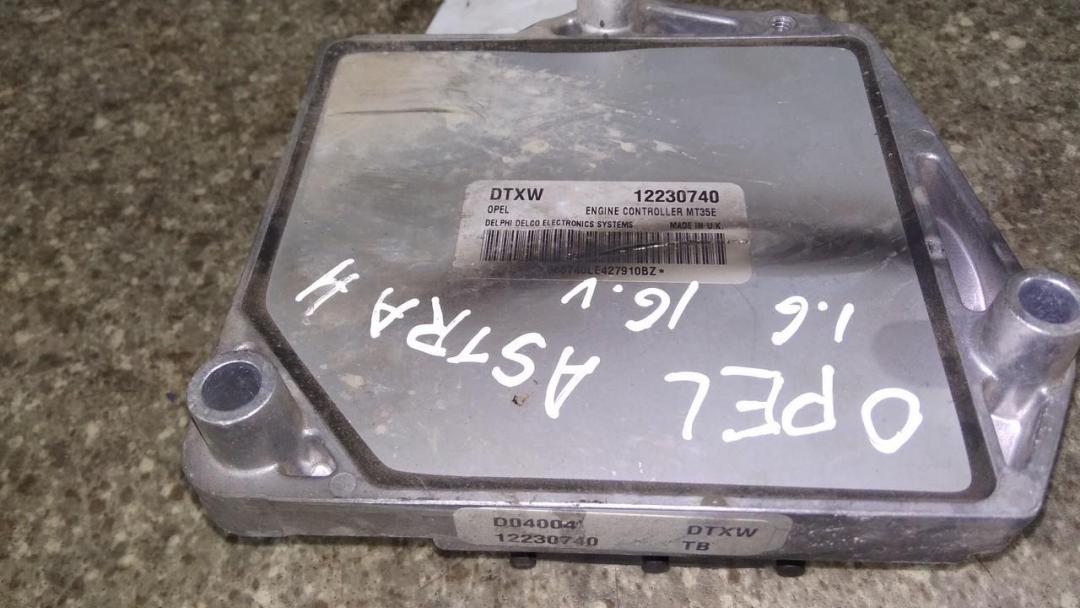 DTXW 12230740
OPEL ENGINE CONTROLLER MT35E
DELPHI DELCO ELECTRONICS SYSTEMS MADE IN U.K
OPEL ASTRA H
1.6 16.V
D04004 DTXW
12230740 TB